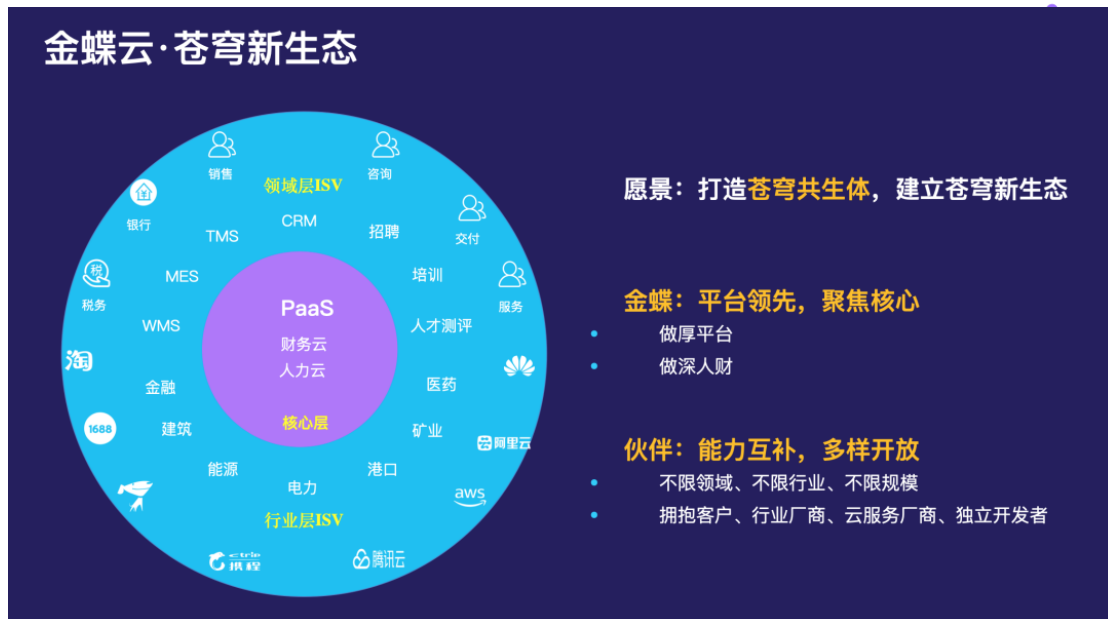 金蝶云·苍穹新生态
销售
领域层ISV
咨询
银行
CRM
TMS
招聘
交付
税
税务
MES
培训
服务
PaaS
WMS
财务云
人才测评
人力云
淘
金融
医药
1688
建筑
核心层
矿业
阿里云
能源
港口
电力
aws
行业层ISV
ctrip
携程
腾讯云
愿景：打造苍穹共生体，建立苍穹新生态
金蝶：平台领先，聚焦核心
• 做厚平台
• 做深人财
伙伴：能力互补，多样开放
• 不限领域、不限行业、不限规模
• 拥抱客户、行业厂商、云服务厂商、独立开发者